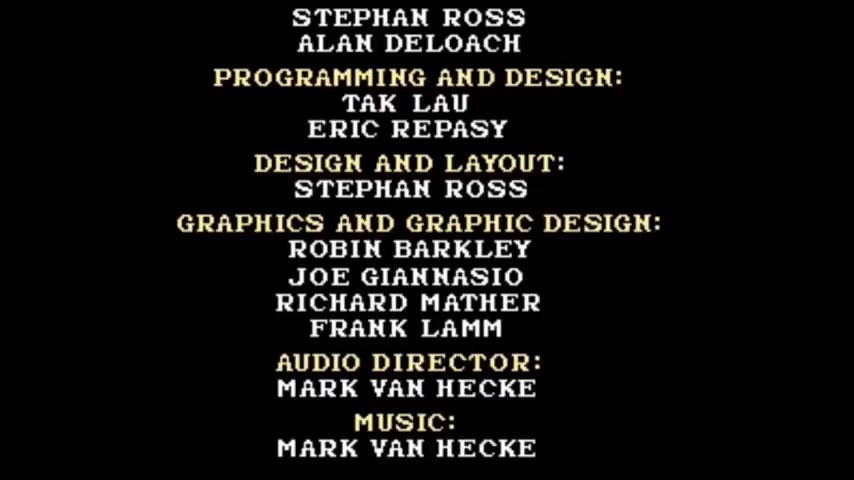 STEPHAN ROSS
ALAN DELOACH
PROGRAMMING AND DESIGN:
TAK LAU
ERIC REPASY
DESIGN AND LAYOUT:
STEPHAN ROSS
GRAPHICS AND GRAPHIC DESIGN:
ROBIN BARKLEY
JOE GIANNASIO
RICHARD MATHER
FRANK LAMM
AUDIO DIRECTOR:
MARK VAN HECKE
MUSIC:
MARK VAN HECKE